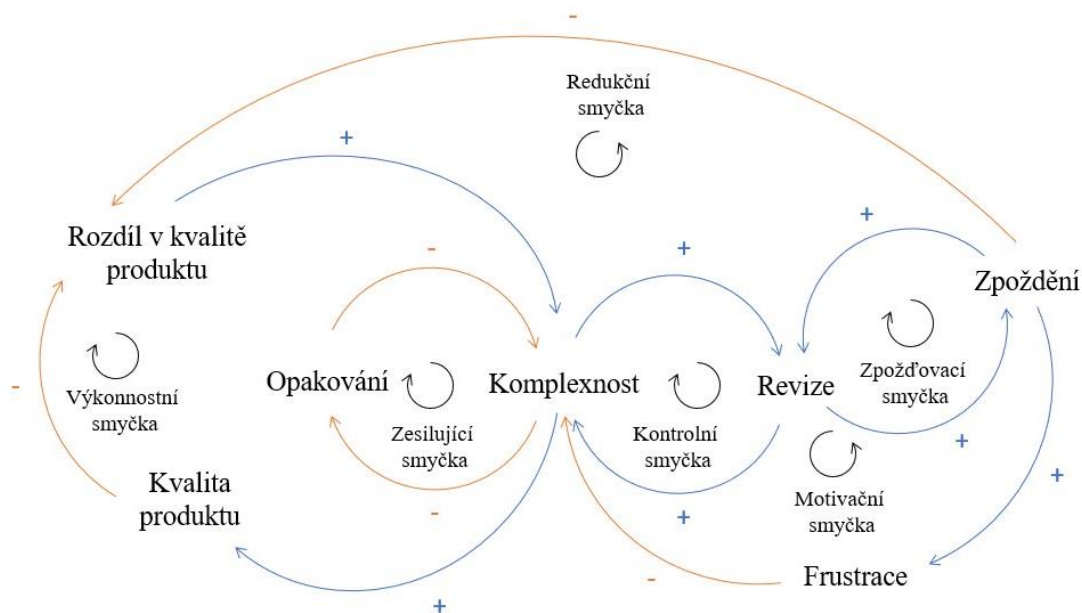 -
Redukční
smyčka
+
Rozdíl v kvalitě
produktu
-
+
+
Zpoždění
-
Výkonnostní
smyčka
Opakování
Zesilující
smyčka
Komplexnost
Kontrolní
smyčka
Revize
Zpožďovací
smyčka
+
+
Motivační
smyčka
Kvalita
produktu
-
+
+
-
Frustrace